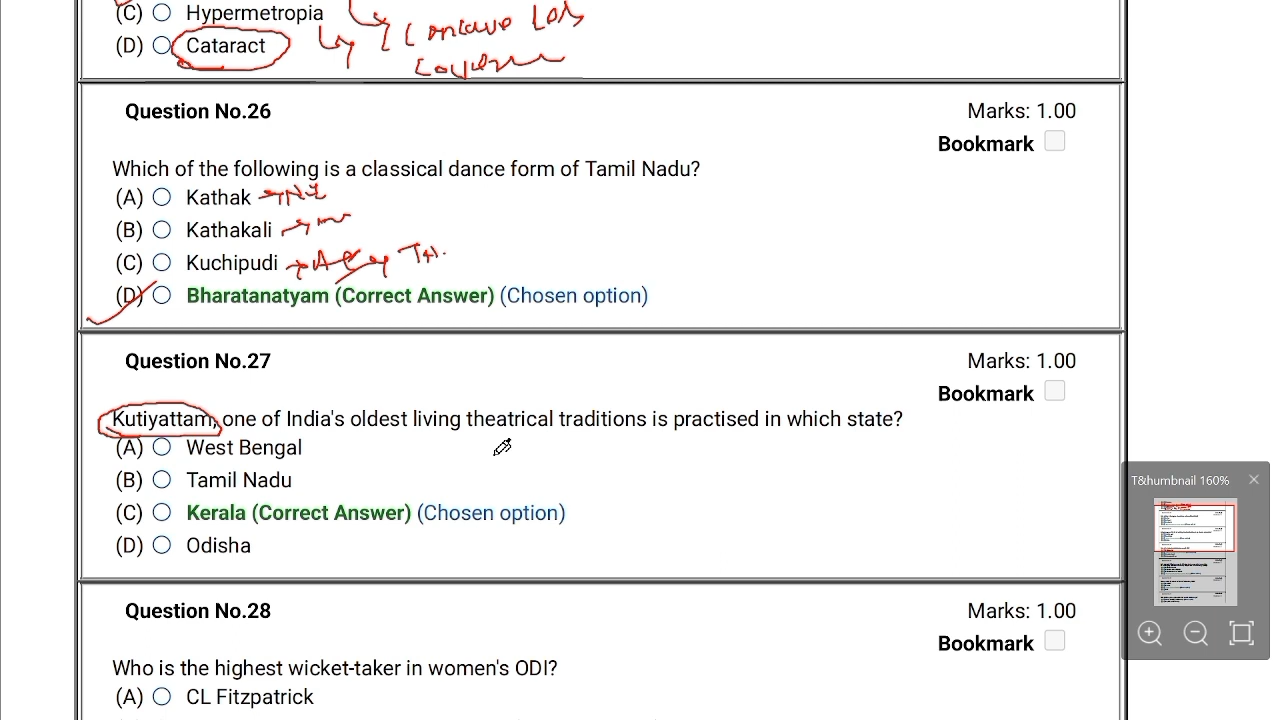 (C) Hypermetropia
(D) Cataract
Question No.26 Marks: 1.00
Bookmark
Which of the following is a classical dance form of Tamil Nadu?
(A) Kathak
(B) Kathakali
(C) Kuchipudi
(D) Bharatanatyam (Correct Answer) (Chosen option)
Question No.27 Marks: 1.00
Bookmark
Kutiyattam, one of India's oldest living theatrical traditions is practised in which state?
(A) West Bengal
(B) Tamil Nadu
(C) Kerala (Correct Answer) (Chosen option)
(D) Odisha
T&humbnail 160%
Question No.28 Marks: 1.00
Bookmark
Who is the highest wicket-taker in women's ODI?
(A) CL Fitzpatrick